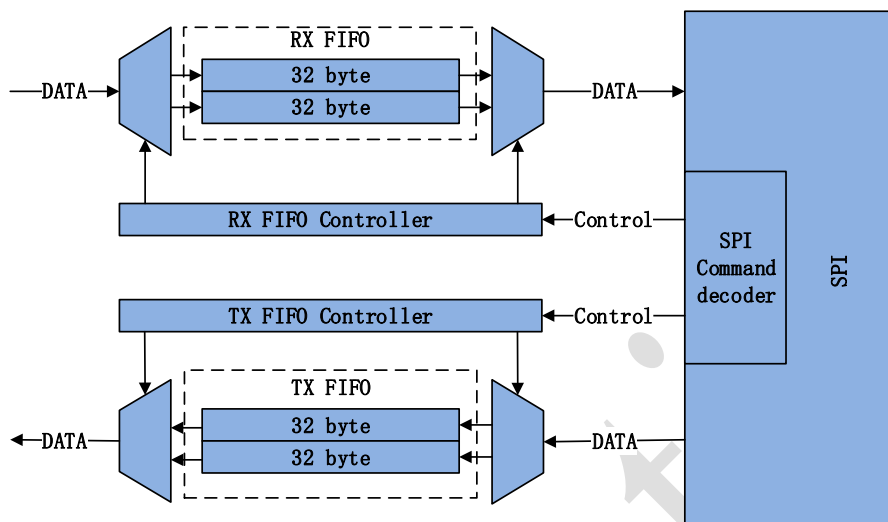 RX FIFO
DATA
32 byte
32 byte
DATA
RX FIFO Controller
Control
SPI
Command
decoder
SPI
TX FIFO Controller
Control
TX FIFO
DATA
32 byte
32 byte
DATA